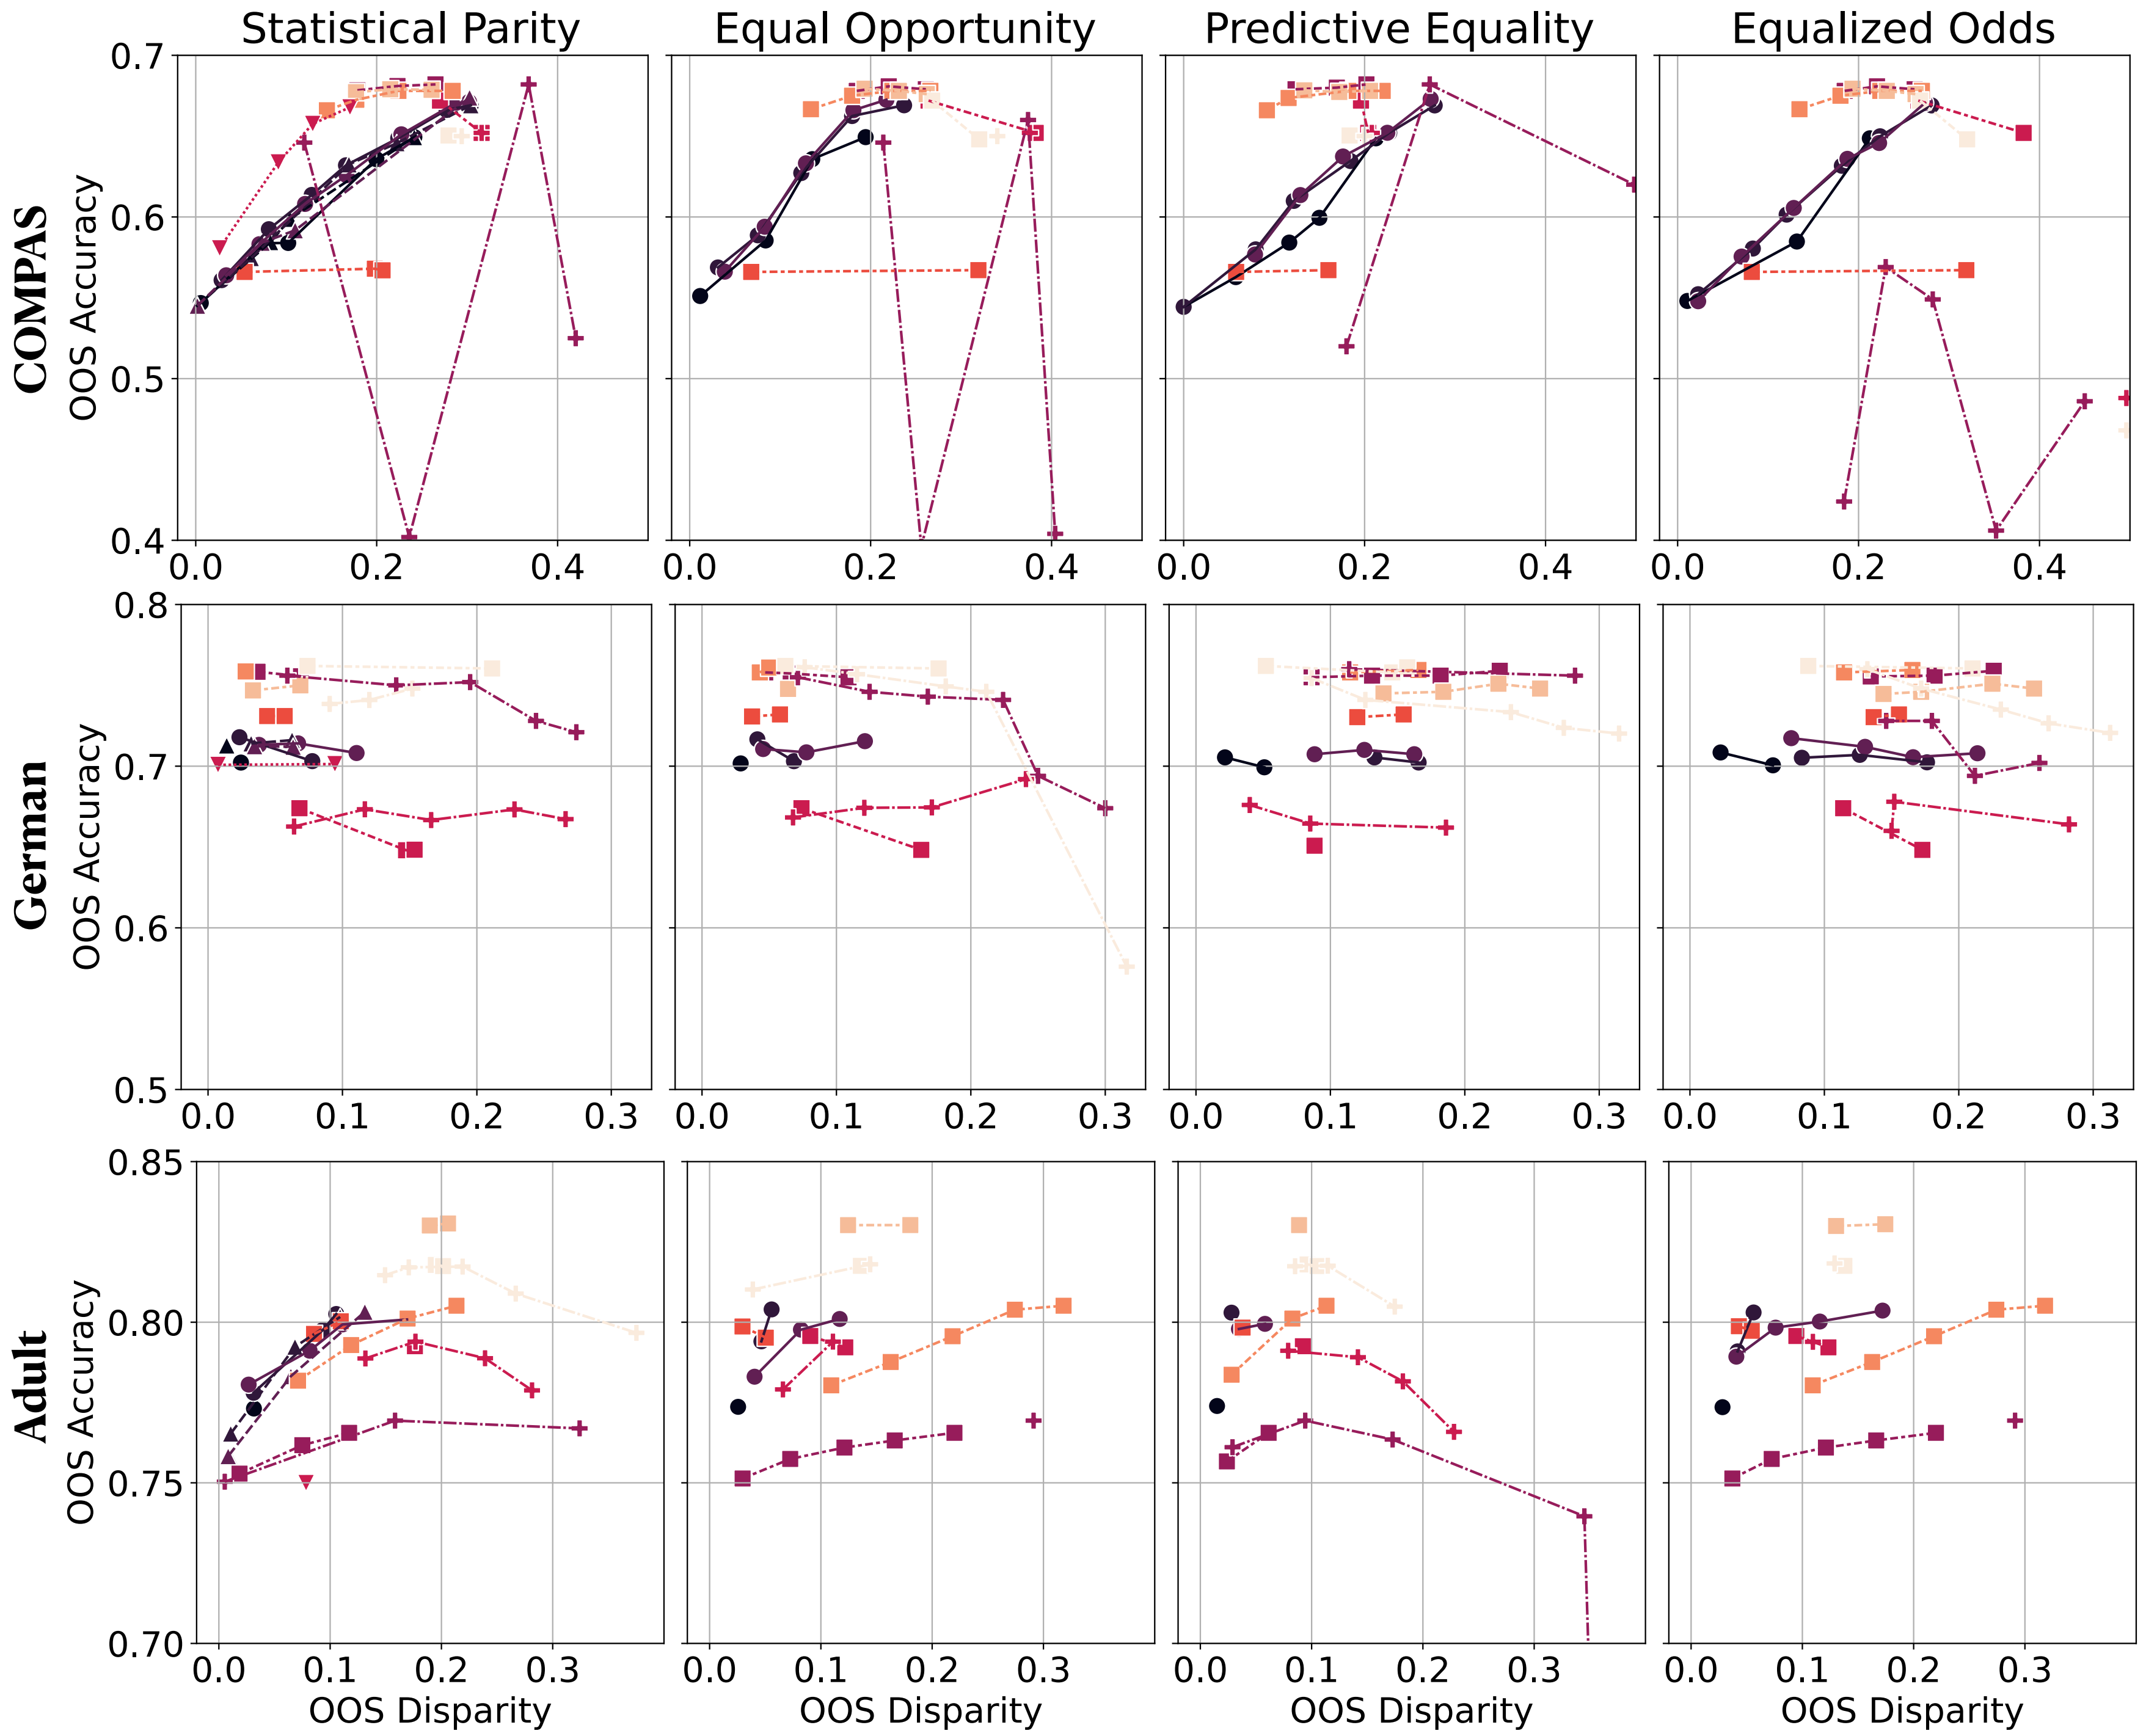 Statistical Parity Equal Opportunity Predictive Equality Equalized Odds
COMPAS
OOS Accuracy
0.7
0.6
0.5
0.4
0.0 0.2 0.4 0.0 0.2 0.4 0.0 0.2 0.4 0.0 0.2 0.4
German
OOS Accuracy
0.8
0.7
0.6
0.5
0.0 0.1 0.2 0.3 0.0 0.1 0.2 0.3 0.0 0.1 0.2 0.3 0.0 0.1 0.2 0.3
Adult
OOS Accuracy
0.85
0.80
0.75
0.70
0.0 0.1 0.2 0.3 0.0 0.1 0.2 0.3 0.0 0.1 0.2 0.3 0.0 0.1 0.2 0.3
OOS Disparity OOS Disparity OOS Disparity OOS Disparity